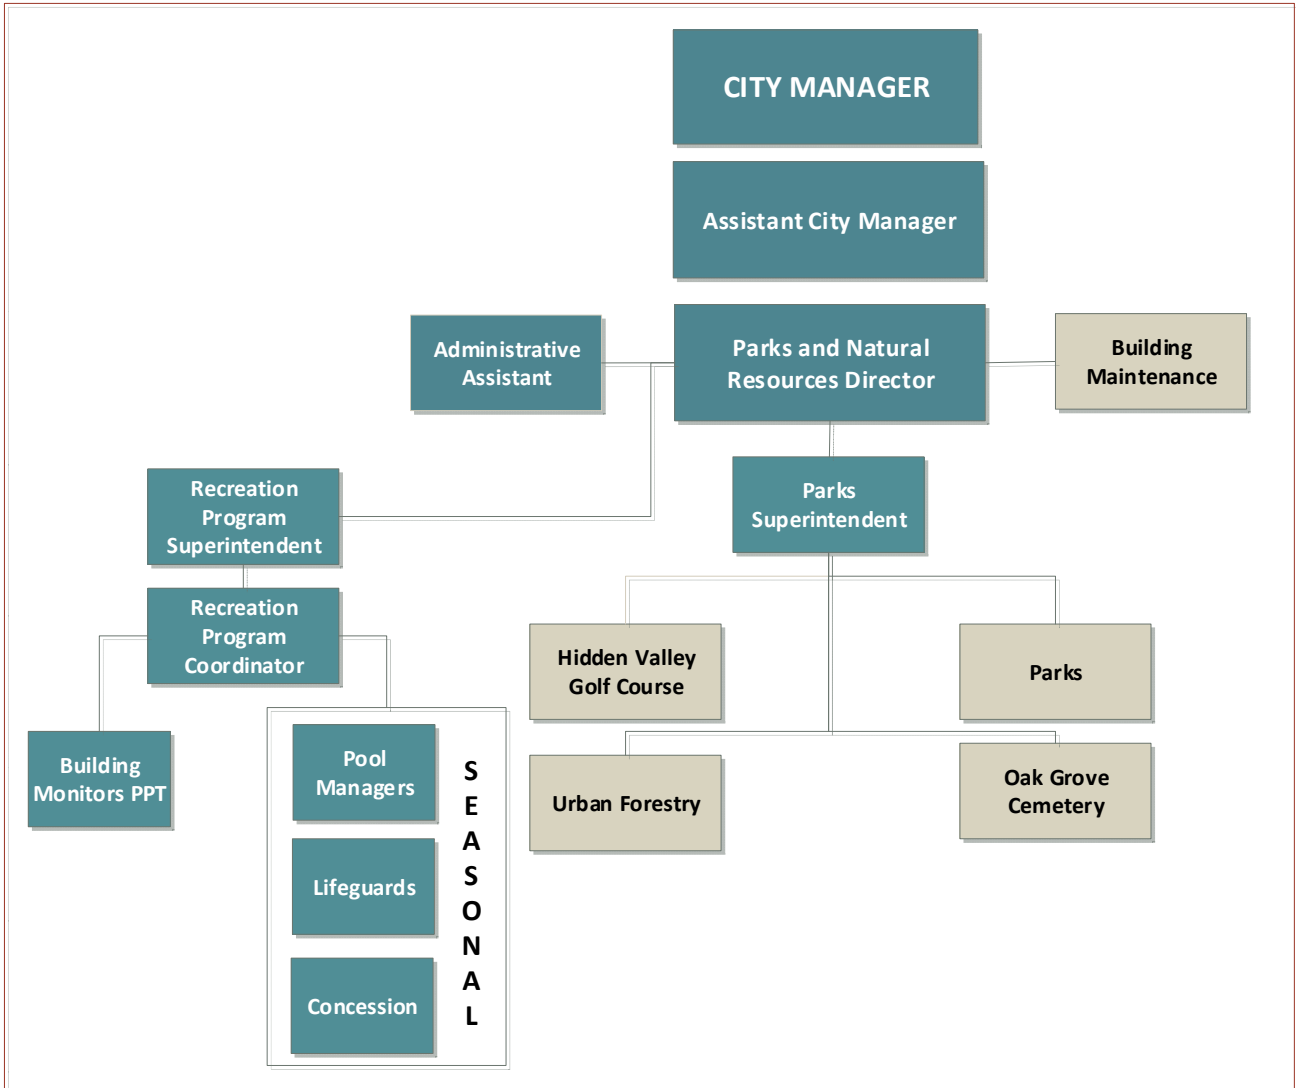 CITY MANAGER
Assistant City Manager
Administrative
Assistant
Parks and Natural
Resources Director
Building
Maintenance
Recreation
Program
Superintendent
Parks
Superintendent
Recreation
Program
Coordinator
Hidden Valley
Golf Course
Parks
Building
Monitors PPT
Pool
Managers
Lifeguards
Concession
S
E
A
S
O
N
A
L
Urban Forestry
Oak Grove
Cemetery